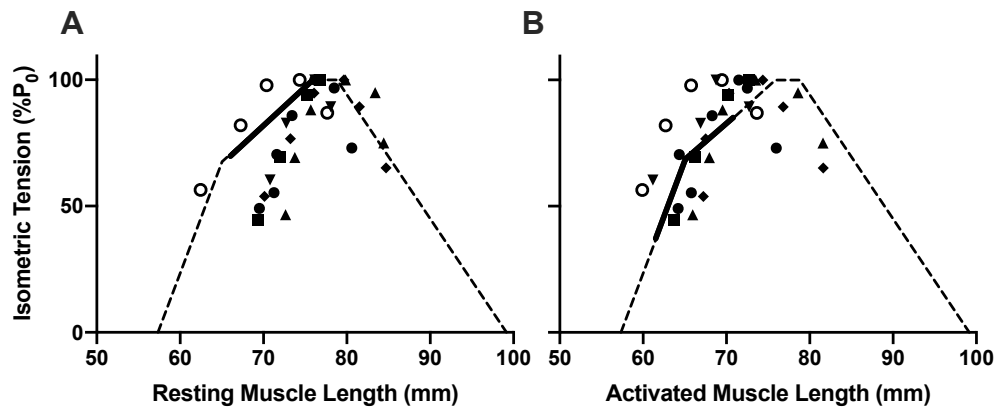 A
B
Isometric Tension (%P₀)
100
50
0
50 60 70 80 90 100
Resting Muscle Length (mm)
50 60 70 80 90 100
Activated Muscle Length (mm)